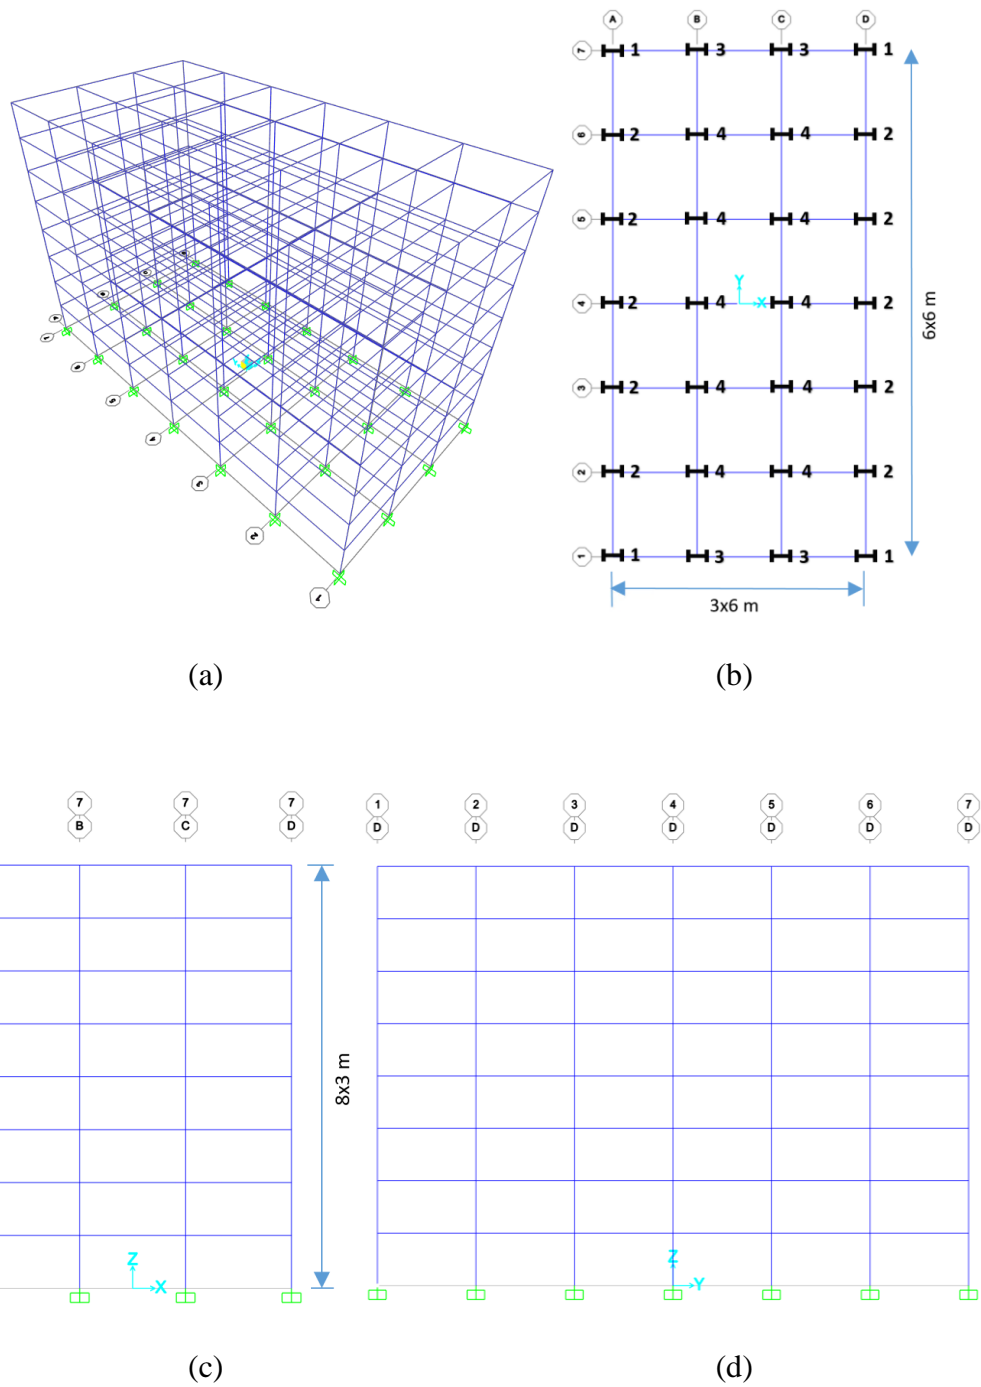 A B C D
7 1 3 3 1
6 2 4 4 2
5 2 4 4 2
Y
4 2 4 X 4 2
3 2 4 4 2
2 2 4 4 2
1 1 3 3 1
6x6 m
3x6 m
(a)
(b)
7 7 7
B C D
8x3 m
Z
X
1 2 3 4 5 6 7
D D D D D D D
Z
Y
(c)
(d)